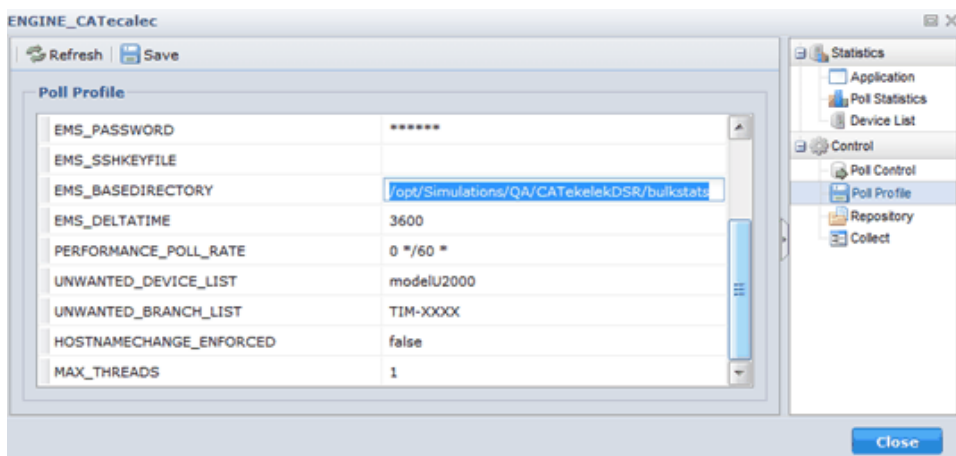 ENGINE_CATecalec
Refresh Save
Poll Profile
EMS_PASSWORD ******
EMS_SSHKEYFILE
EMS_BASEDIRECTORY /opt/Simulations/QA/CATekelekDSR/bulkstats
EMS_DELTATIME 3600
PERFORMANCE_POLL_RATE 0 */60 *
UNWANTED_DEVICE_LIST modelU2000
UNWANTED_BRANCH_LIST TIM-XXXX
HOSTNAMECHANGE_ENFORCED false
MAX_THREADS 1
Statistics
Application
Poll Statistics
Device List
Control
Poll Control
Poll Profile
Repository
Collect
Close